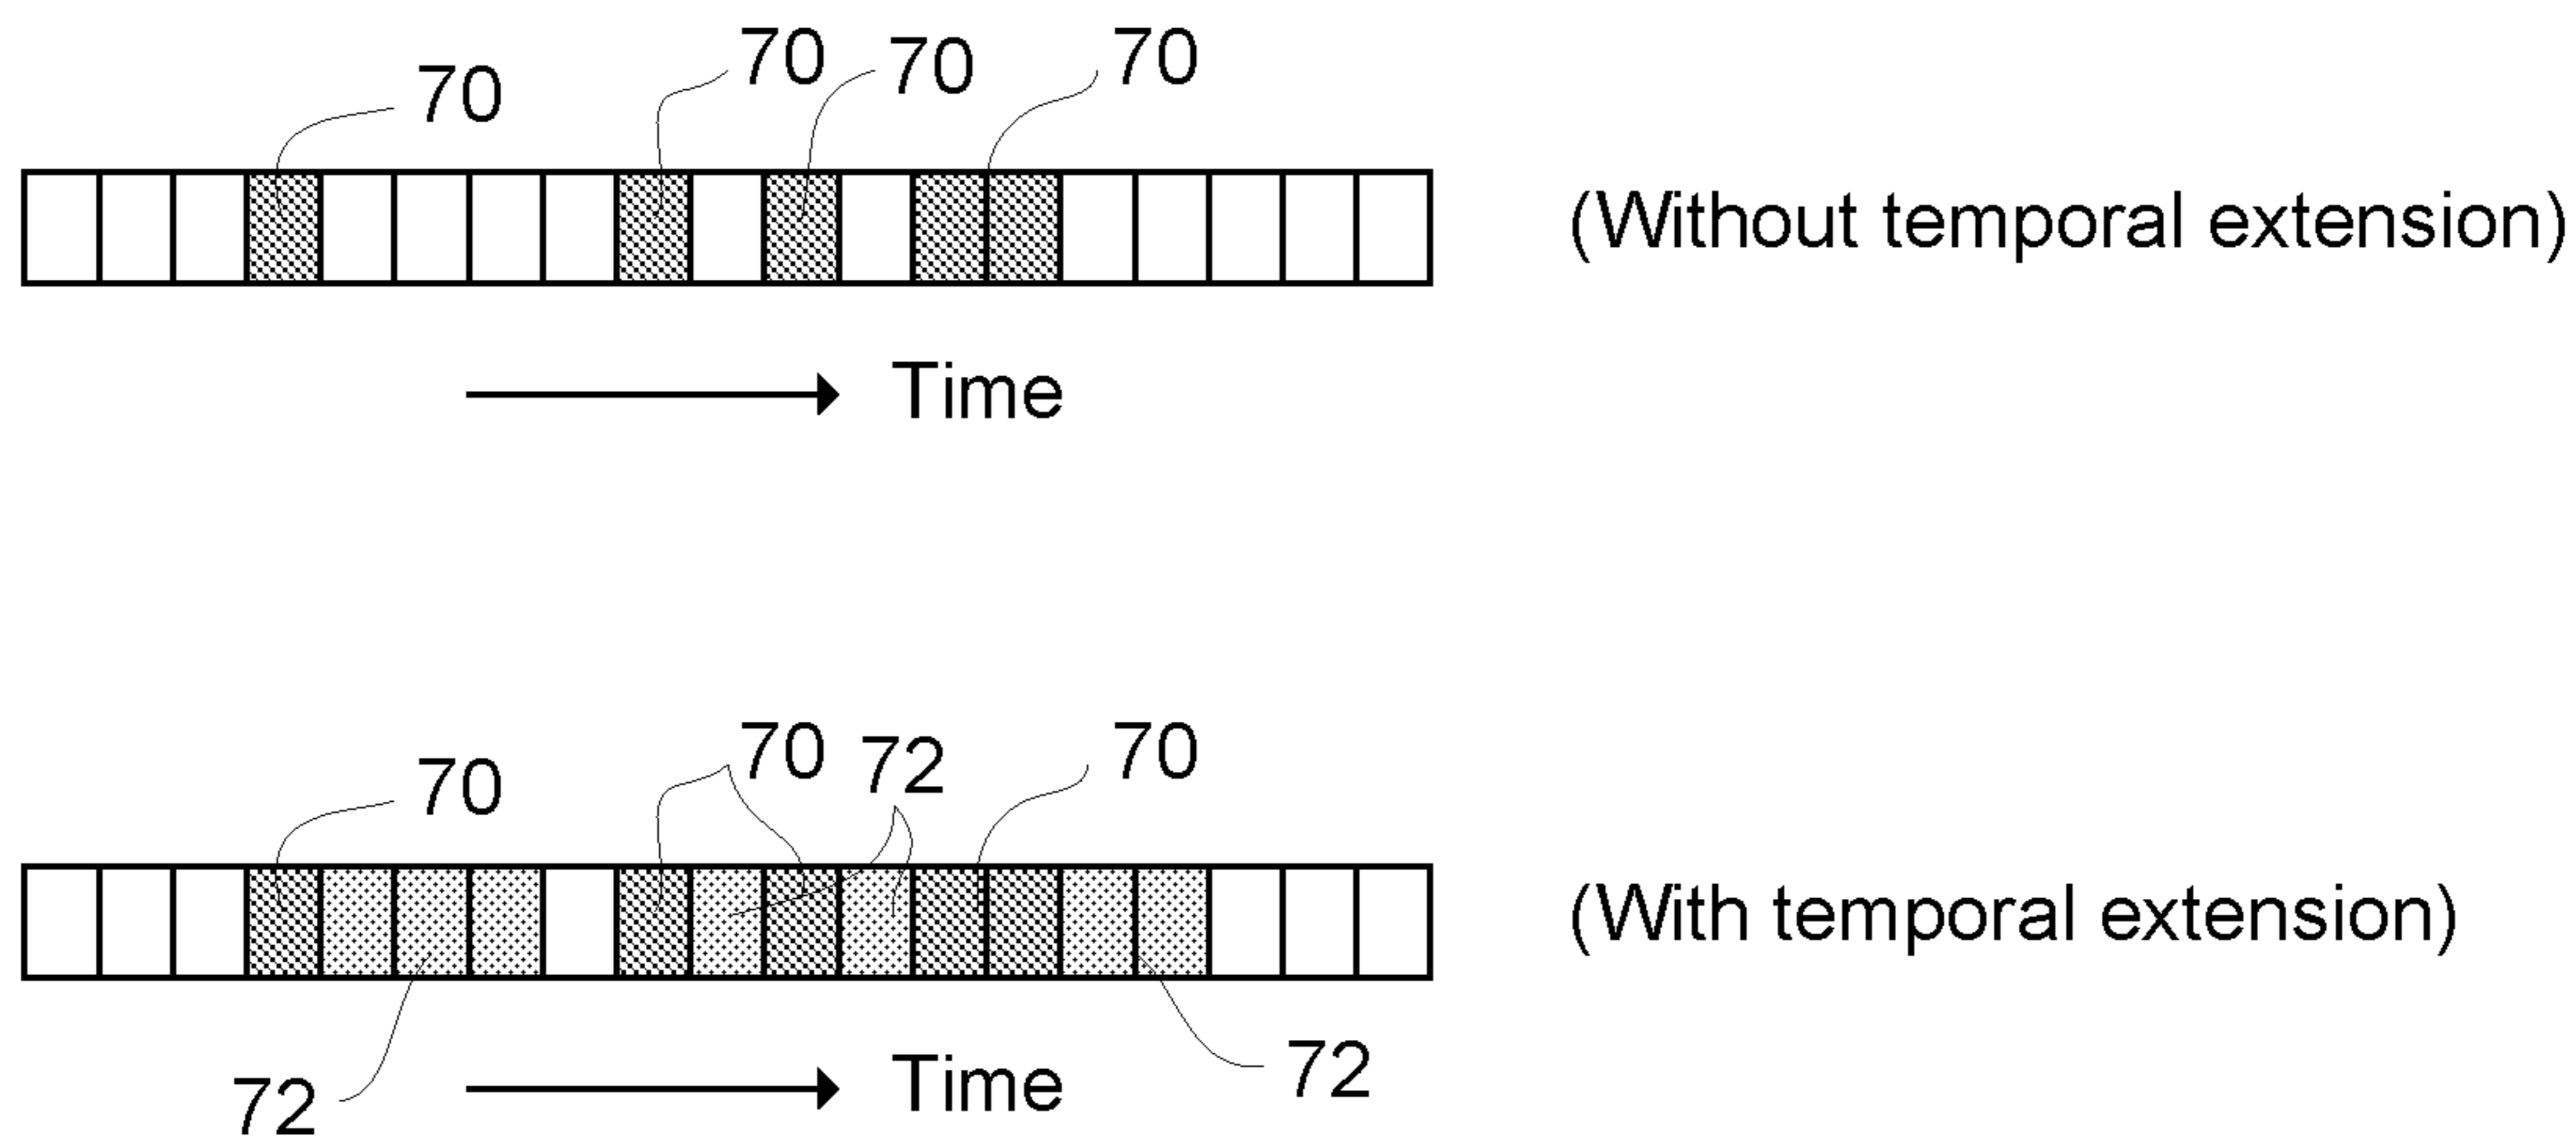 70 70 70 70
(Without temporal extension)
Time
70 70 72 70
(With temporal extension)
72 Time 72